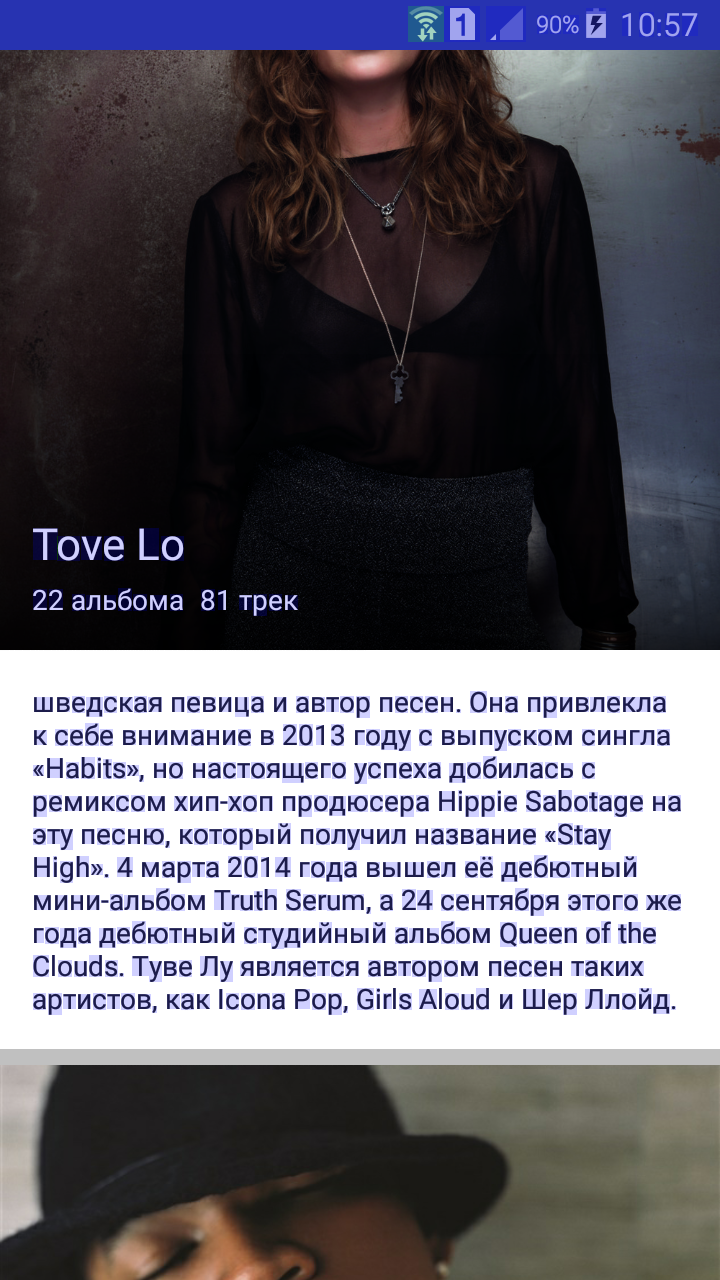 1 90% 10:57
Tove Lo
22 альбома 81 трек
шведская певица и автор песен. Она привлекла
к себе внимание в 2013 году с выпуском сингла
«Habits», но настоящего успеха добилась с
ремиксом хип-хоп продюсера Hippie Sabotage на
эту песню, который получил название «Stay
High». 4 марта 2014 года вышел её дебютный
мини-альбом Truth Serum, а 24 сентября этого же
года дебютный студийный альбом Queen of the
Clouds. Туве Лу является автором песен таких
артистов, как Icona Pop, Girls Aloud и Шер Ллойд.